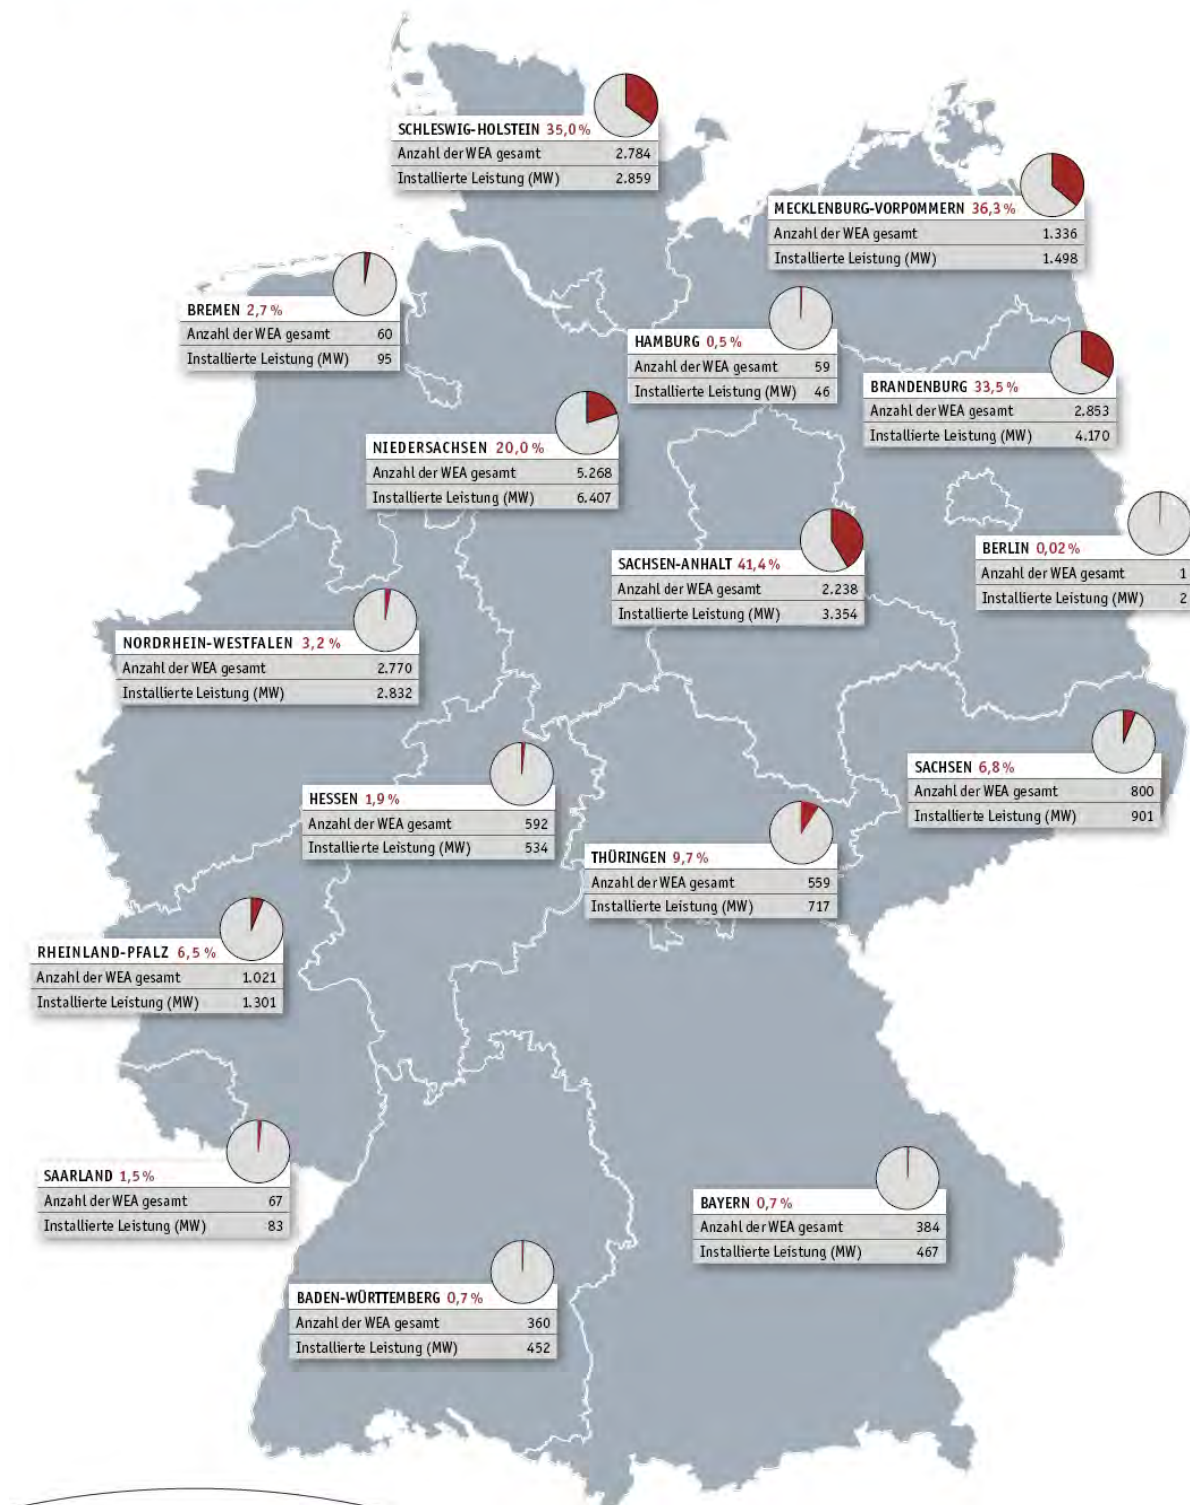 SCHLESWIG-HOLSTEIN 35,0 %
Anzahl der WEA gesamt 2.784
Installierte Leistung (MW) 2.859
MECKLENBURG-VORPOMMERN 36,3 %
Anzahl der WEA gesamt 1.336
Installierte Leistung (MW) 1.498
BREMEN 2,7 %
Anzahl der WEA gesamt 60
Installierte Leistung (MW) 95
HAMBURG 0,5 %
Anzahl der WEA gesamt 59
Installierte Leistung (MW) 46
BRANDENBURG 33,5 %
Anzahl der WEA gesamt 2.853
Installierte Leistung (MW) 4.170
NIEDERSACHSEN 20,0 %
Anzahl der WEA gesamt 5.268
Installierte Leistung (MW) 6.407
SACHSEN-ANHALT 41,4 %
Anzahl der WEA gesamt 2.238
Installierte Leistung (MW) 3.354
BERLIN 0,02 %
Anzahl der WEA gesamt 1
Installierte Leistung (MW) 2
NORDRHEIN-WESTFALEN 3,2 %
Anzahl der WEA gesamt 2.770
Installierte Leistung (MW) 2.832
SACHSEN 6,8 %
Anzahl der WEA gesamt 800
Installierte Leistung (MW) 901
HESSEN 1,9 %
Anzahl der WEA gesamt 592
Installierte Leistung (MW) 534
THÜRINGEN 9,7 %
Anzahl der WEA gesamt 559
Installierte Leistung (MW) 717
RHEINLAND-PFALZ 6,5 %
Anzahl der WEA gesamt 1.021
Installierte Leistung (MW) 1.301
SAARLAND 1,5 %
Anzahl der WEA gesamt 67
Installierte Leistung (MW) 83
BAYERN 0,7 %
Anzahl der WEA gesamt 384
Installierte Leistung (MW) 467
BADEN-WÜRTTEMBERG 0,7 %
Anzahl der WEA gesamt 360
Installierte Leistung (MW) 452